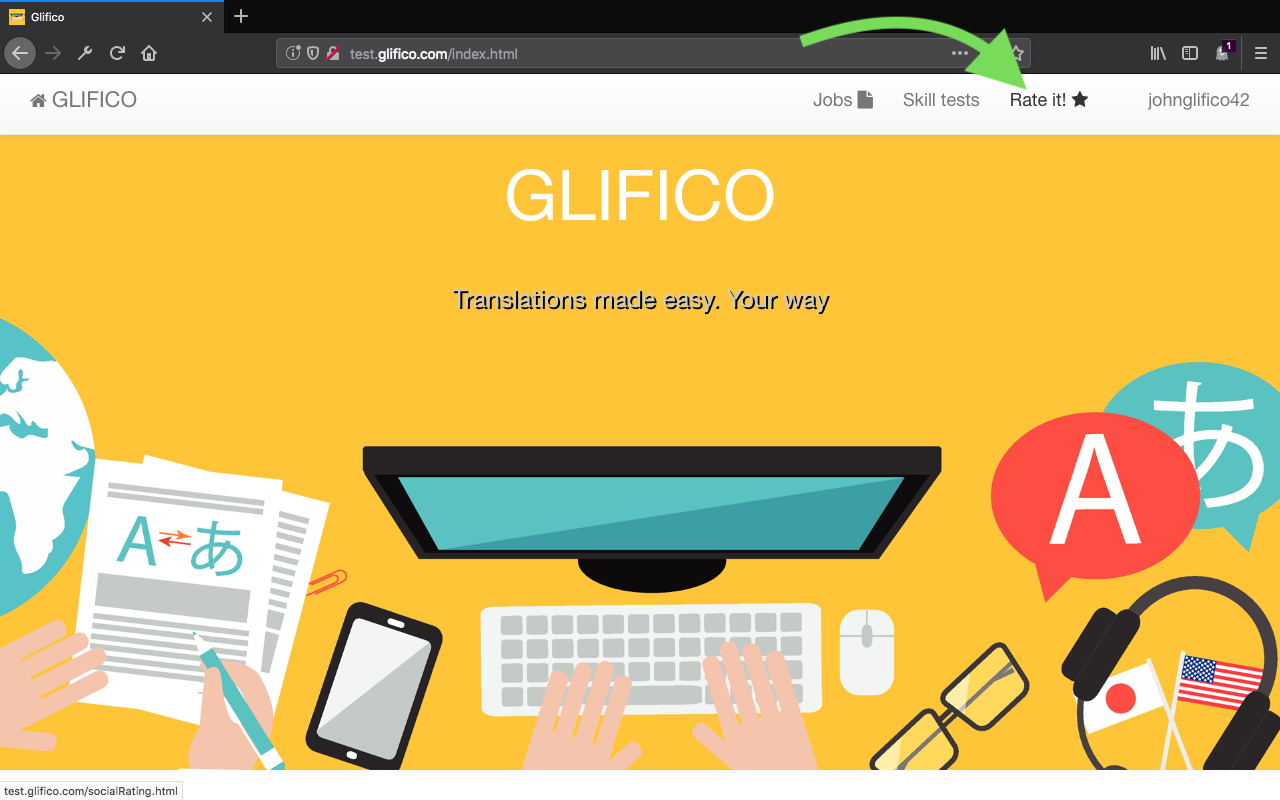 Glifico
test.glifico.com/index.html
1
GLIFICO
Jobs
Skill tests
Rate it!
johnglifico42
GLIFICO
Translations made easy. Your way
あ
A
A
あ
test.glifico.com/socialRating.html